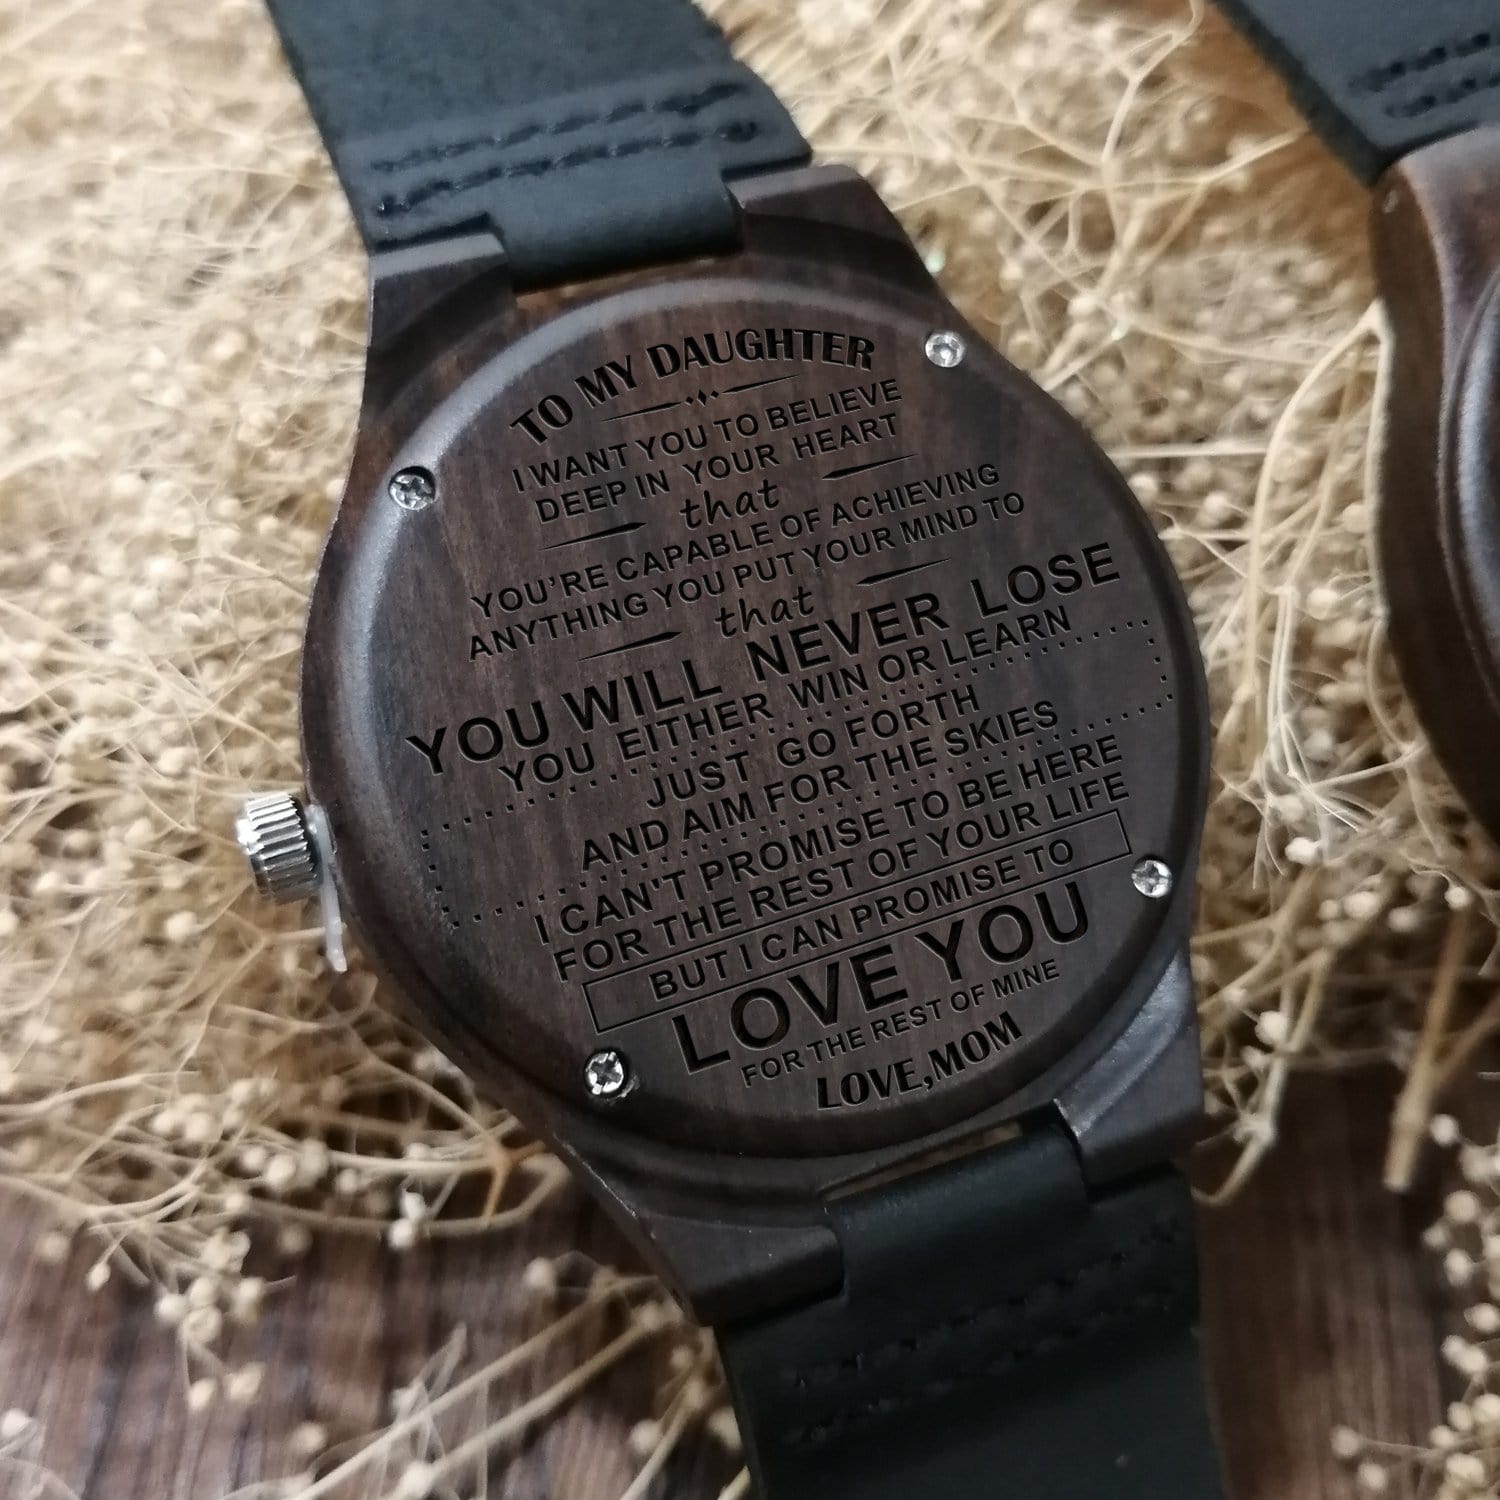 TO MY DAUGHTER
I WANT YOU TO BELIEVE
DEEP IN YOUR HEART
that
YOU'RE CAPABLE OF ACHIEVING
ANYTHING YOU PUT YOUR MIND TO
that
YOU WILL NEVER LOSE
YOU EITHER WIN OR LEARN
JUST GO FORTH
AND AIM FOR THE SKIES
I CAN'T PROMISE TO BE HERE
FOR THE REST OF YOUR LIFE
BUT I CAN PROMISE TO
LOVE YOU
FOR THE REST OF MINE
LOVE,MOM